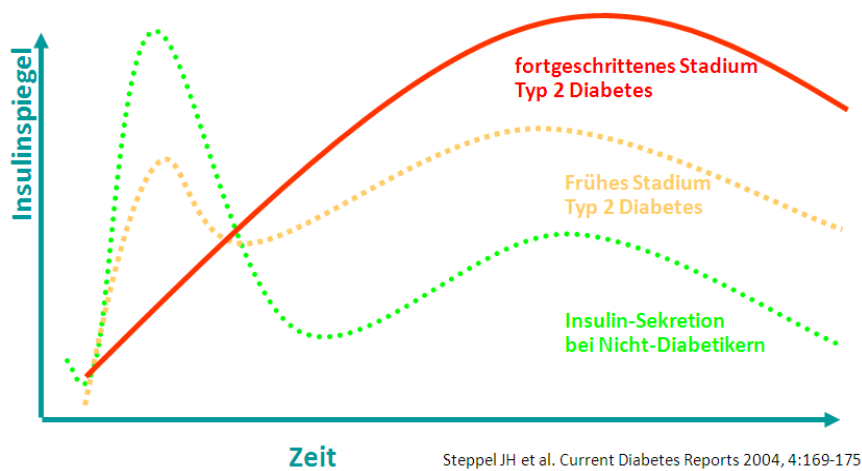 Insulinspiegel
fortgeschrittenes Stadium
Typ 2 Diabetes
Frühes Stadium
Typ 2 Diabetes
Insulin-Sekretion
bei Nicht-Diabetikern
Zeit
Steppel JH et al. Current Diabetes Reports 2004, 4:169-175